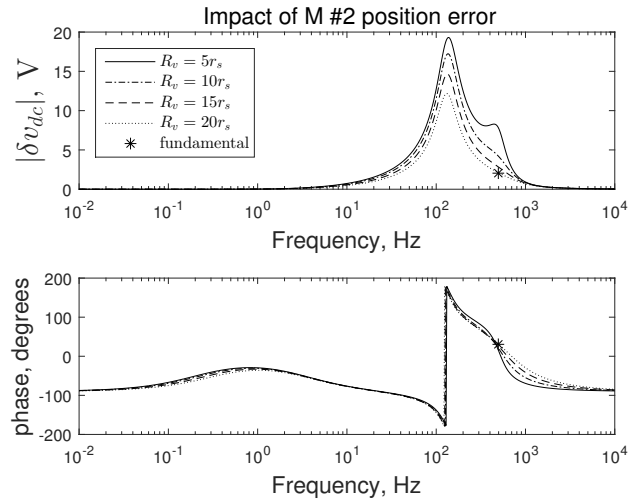 Impact of M #2 position error
|δv_{dc}|, V
20
15
10
5
0
R_v = 5r_s
R_v = 10r_s
R_v = 15r_s
R_v = 20r_s
fundamental
10^{-2} 10^{-1} 10^0 10^1 10^2 10^3 10^4
Frequency, Hz
phase, degrees
200
100
0
-100
-200
10^{-2} 10^{-1} 10^0 10^1 10^2 10^3 10^4
Frequency, Hz